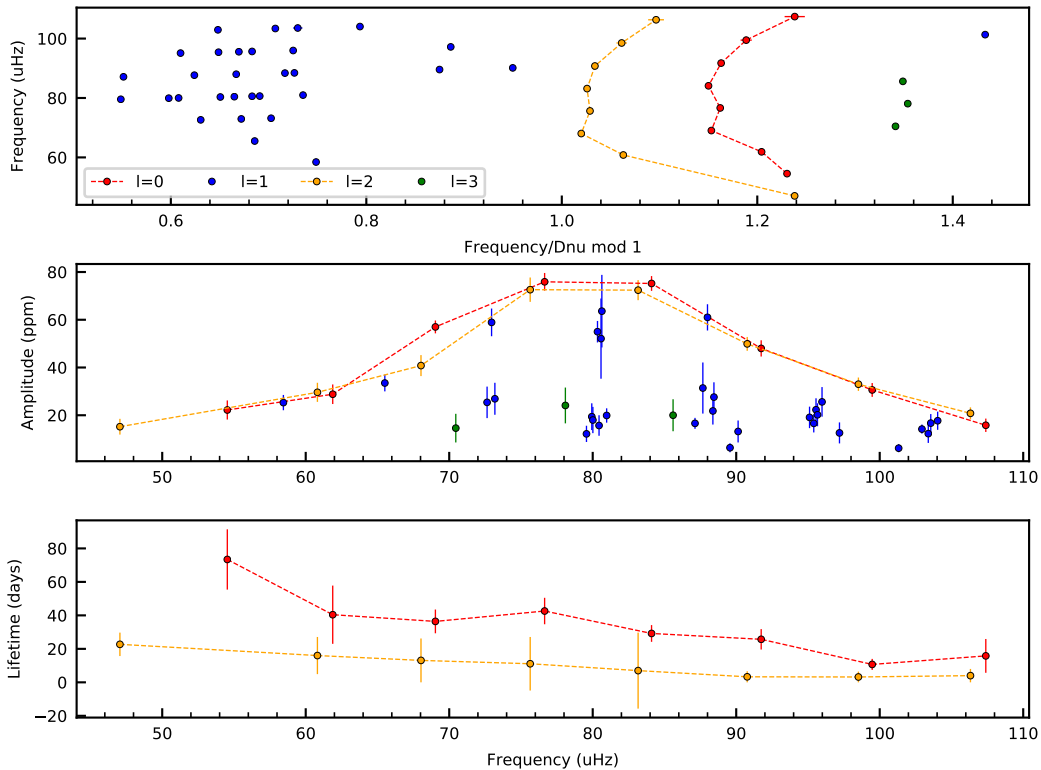 Frequency (uHz)
100
80
60
l=0 l=1 l=2 l=3
0.6 0.8 1.0 1.2 1.4
Frequency/Dnu mod 1
Amplitude (ppm)
80
60
40
20
50 60 70 80 90 100 110
Lifetime (days)
80
60
40
20
0
−20
50 60 70 80 90 100 110
Frequency (uHz)